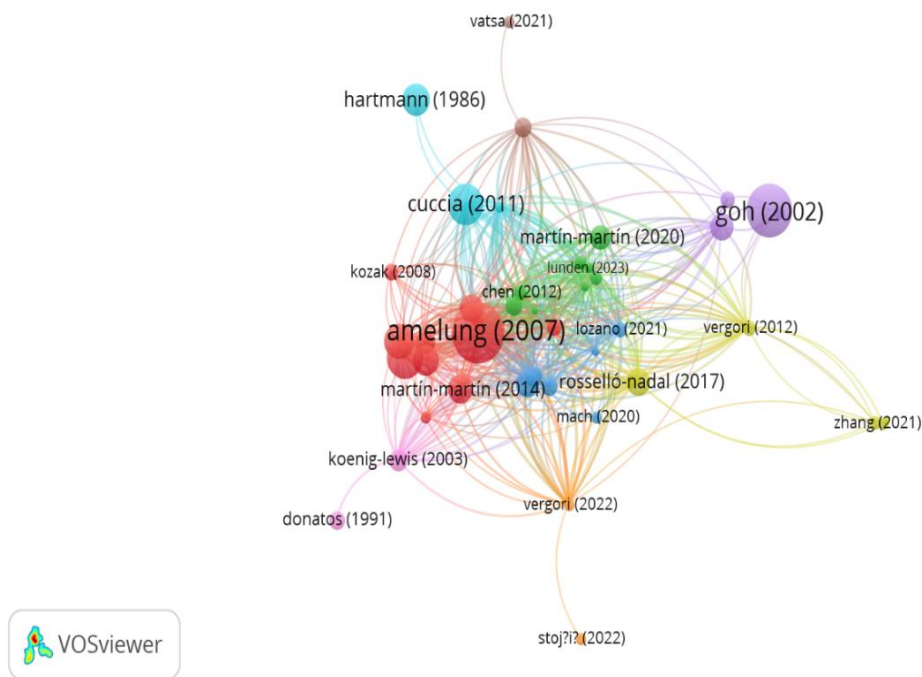 vatsa (2021)
hartmann (1986)
cuccia (2011)
goh (2002)
martín-martín (2020)
lunden (2023)
kozak (2008)
chen (2012)
amelung (2007)
lozano (2021)
vergori (2012)
martín-martín (2014)
rosselló-nadal (2017)
mach (2020)
zhang (2021)
koenig-lewis (2003)
vergori (2022)
donatos (1991)
stoj?i? (2022)
VOSviewer